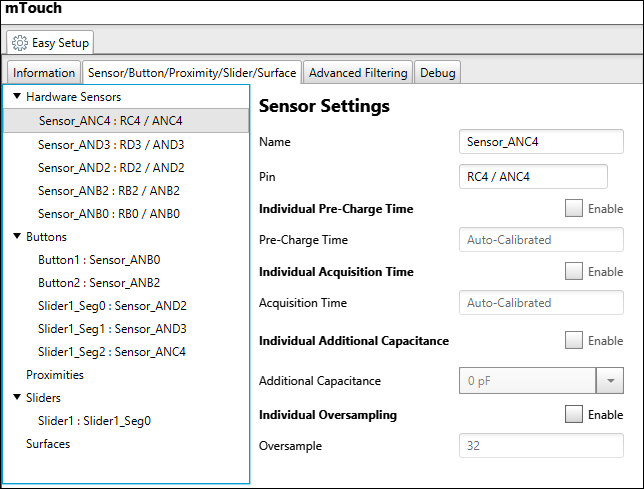 mTouch
Easy Setup
Information
Sensor/Button/Proximity/Slider/Surface
Advanced Filtering
Debug
Hardware Sensors
Sensor_ANC4 : RC4 / ANC4
Sensor_AND3 : RD3 / AND3
Sensor_AND2 : RD2 / AND2
Sensor_ANB2 : RB2 / ANB2
Sensor_ANB0 : RB0 / ANB0
Buttons
Button1 : Sensor_ANB0
Button2 : Sensor_ANB2
Slider1_Seg0 : Sensor_AND2
Slider1_Seg1 : Sensor_AND3
Slider1_Seg2 : Sensor_ANC4
Proximities
Sliders
Slider1 : Slider1_Seg0
Surfaces
Sensor Settings
Name Sensor_ANC4
Pin RC4 / ANC4
Individual Pre-Charge Time Enable
Pre-Charge Time Auto-Calibrated
Individual Acquisition Time Enable
Acquisition Time Auto-Calibrated
Individual Additional Capacitance Enable
Additional Capacitance 0 pF
Individual Oversampling Enable
Oversample 32